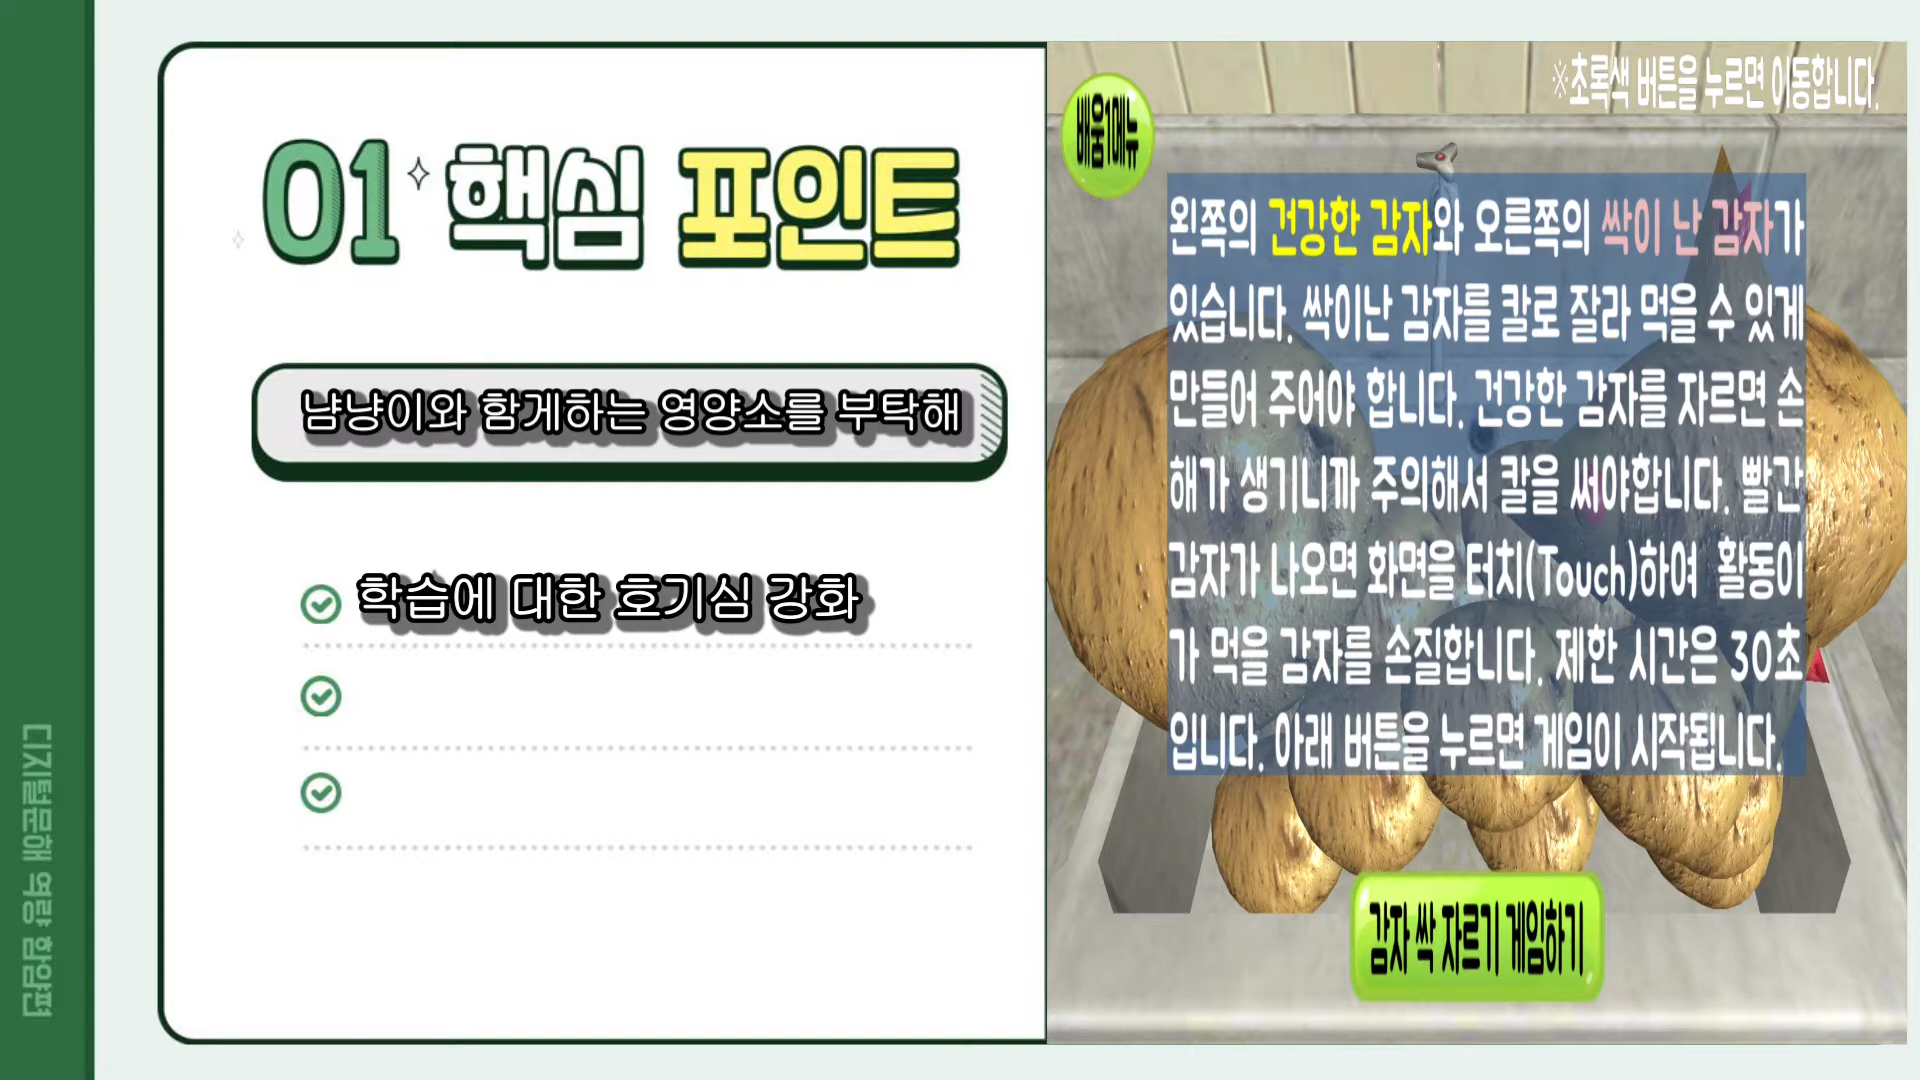 01 핵심 포인트
냠냥이와 함게하는 영양소를 부탁해
학습에 대한 호기심 강화
디지털문해 역량 함양편
※초록색 버튼을 누르면 이동합니다.
배움1메뉴
왼쪽의 건강한 감자와 오른쪽의 싹이 난 감자가
있습니다. 싹이난 감자를 칼로 잘라 먹을 수 있게
만들어 주어야 합니다. 건강한 감자를 자르면 손
해가 생기니까 주의해서 칼을 써야합니다. 빨간
감자가 나오면 화면을 터치(Touch)하여 활동이
가 먹을 감자를 손질합니다. 제한 시간은 30초
입니다. 아래 버튼을 누르면 게임이 시작됩니다.
감자 싹 자르기 게임하기